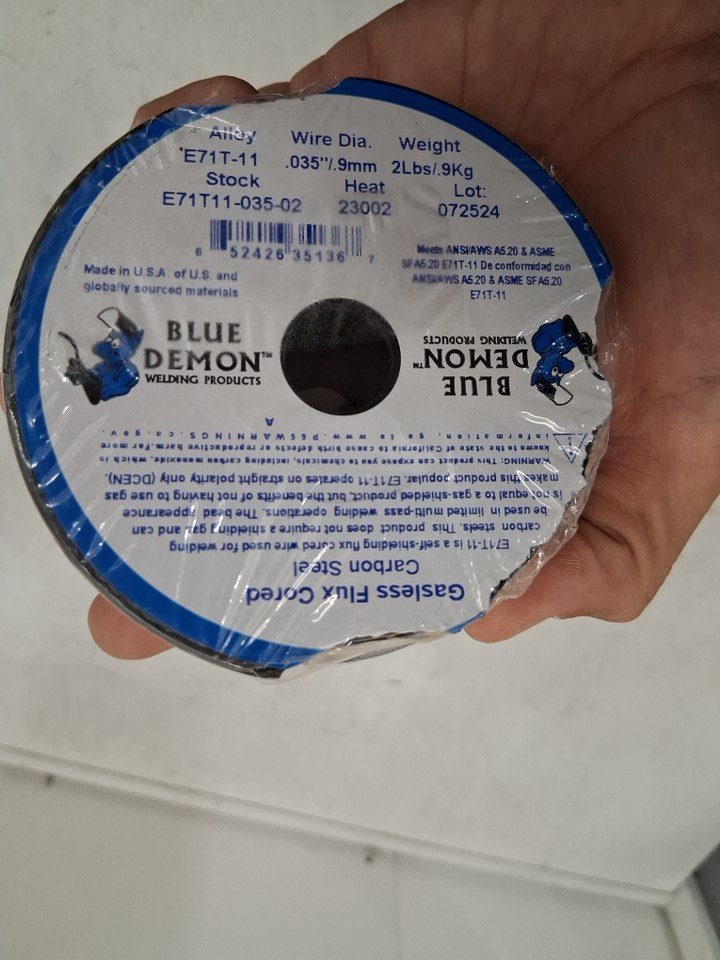 Alloy Wire Dia. Weight
E71T-11 .035"/.9mm 2Lbs/.9Kg
Stock Heat Lot:
E71T11-035-02 23002 072524
6 52426 35136 7
Made in U.S.A. of U.S. and
globally sourced materials
Meets ANSI/AWS A5.20 & ASME
SFA5.20 E71T-11 De conformidad con
ANSI/AWS A5.20 & ASME SFA5.20
E71T-11
BLUE
DEMON™
WELDING PRODUCTS
BLUE
DEMON™
WELDING PRODUCTS
Gasless Flux Cored
Carbon Steel
E71T-11 is a self-shielding flux cored wire used for welding
carbon steels. This product does not require a shielding gas and can
be used in limited multi-pass welding operations. The bead appearance
is not equal to a gas-shielded product, but the benefits of not having to use gas
makes this product popular. E71T-11 operates on straight polarity only (DCEN).
WARNING: This product can expose you to chemicals, including carbon monoxide, which is
known to the state of California to cause birth defects or reproductive harm. For more
information, go to www.P65WARNINGS.ca.gov.
A